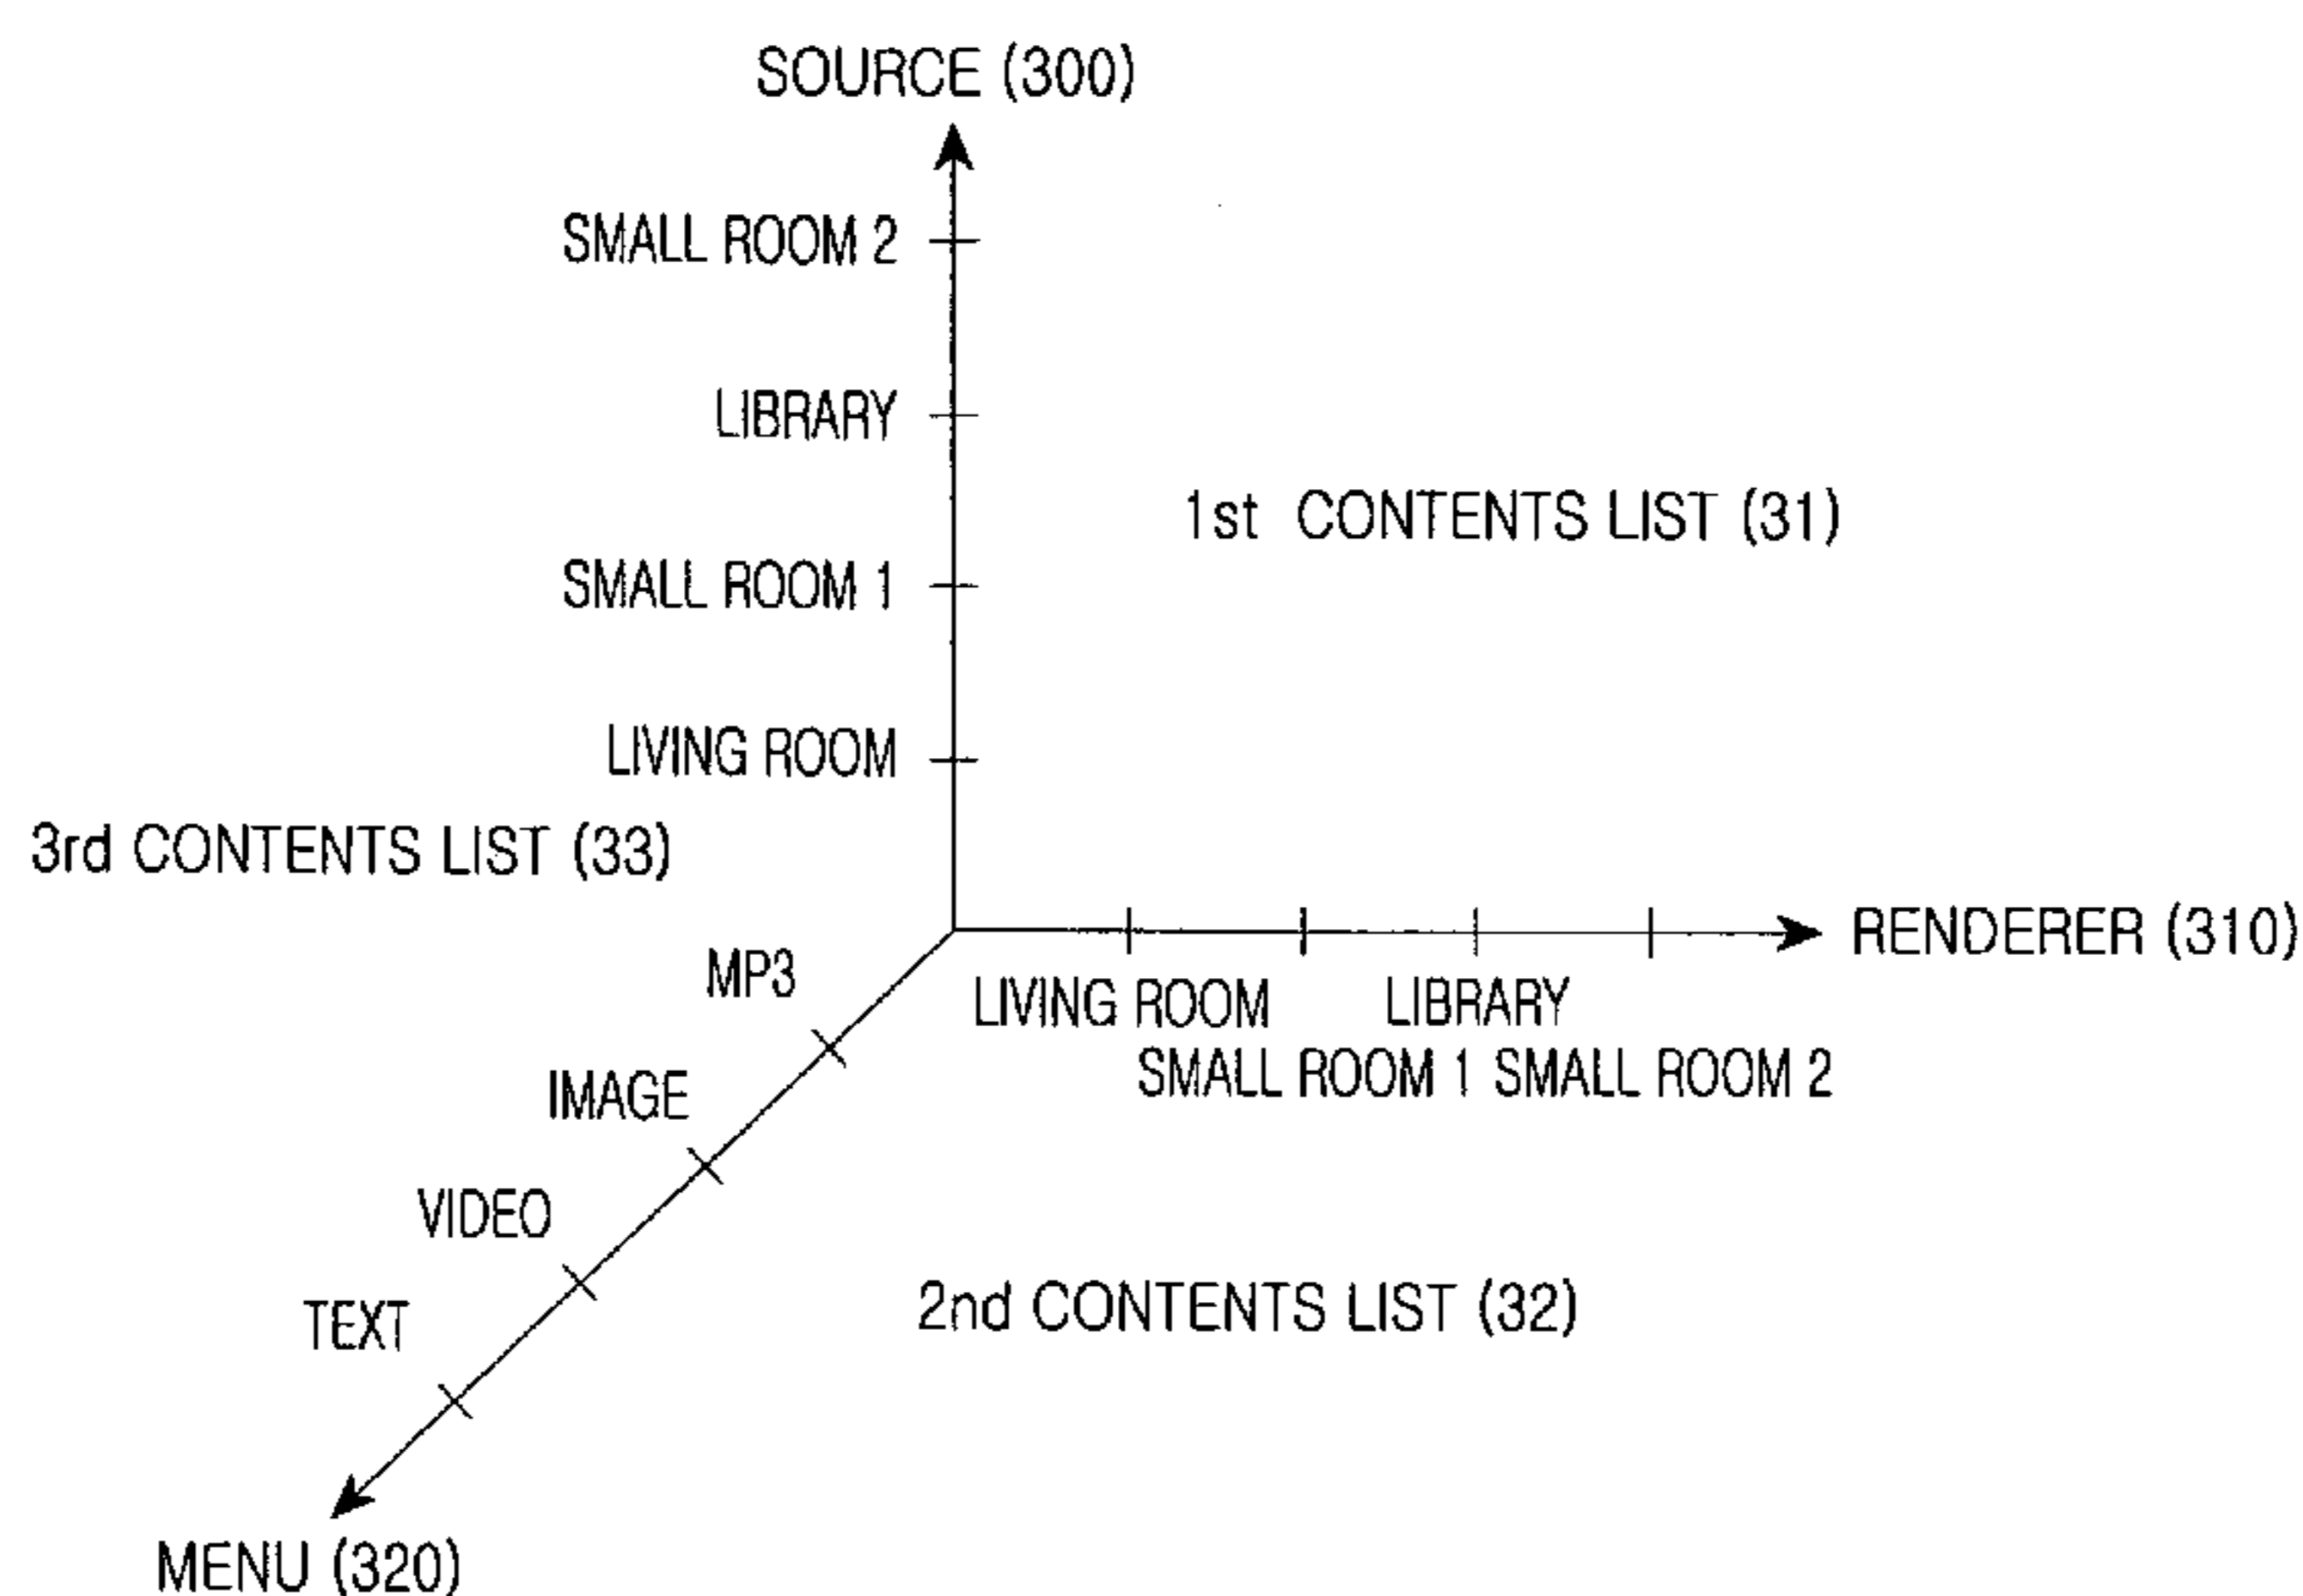 SOURCE (300)
SMALL ROOM 2
LIBRARY
1st CONTENTS LIST (31)
SMALL ROOM 1
LIVING ROOM
3rd CONTENTS LIST (33)
RENDERER (310)
MP3
LIVING ROOM
LIBRARY
SMALL ROOM 1
SMALL ROOM 2
IMAGE
VIDEO
2nd CONTENTS LIST (32)
TEXT
MENU (320)